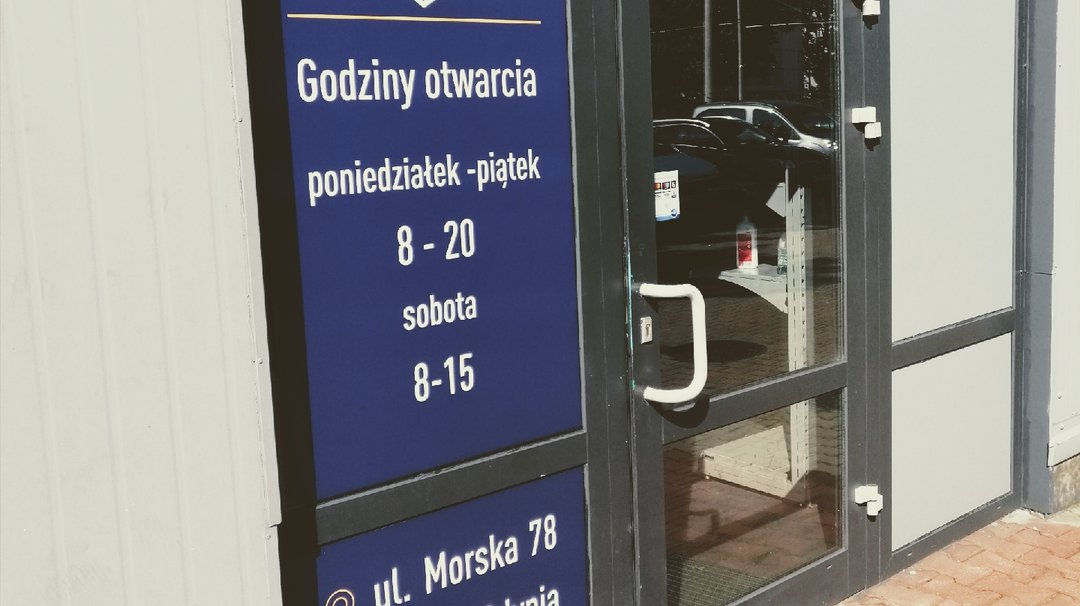 Godziny otwarcia
poniedziałek -piątek
8 - 20
sobota
8-15
ul. Morska 78